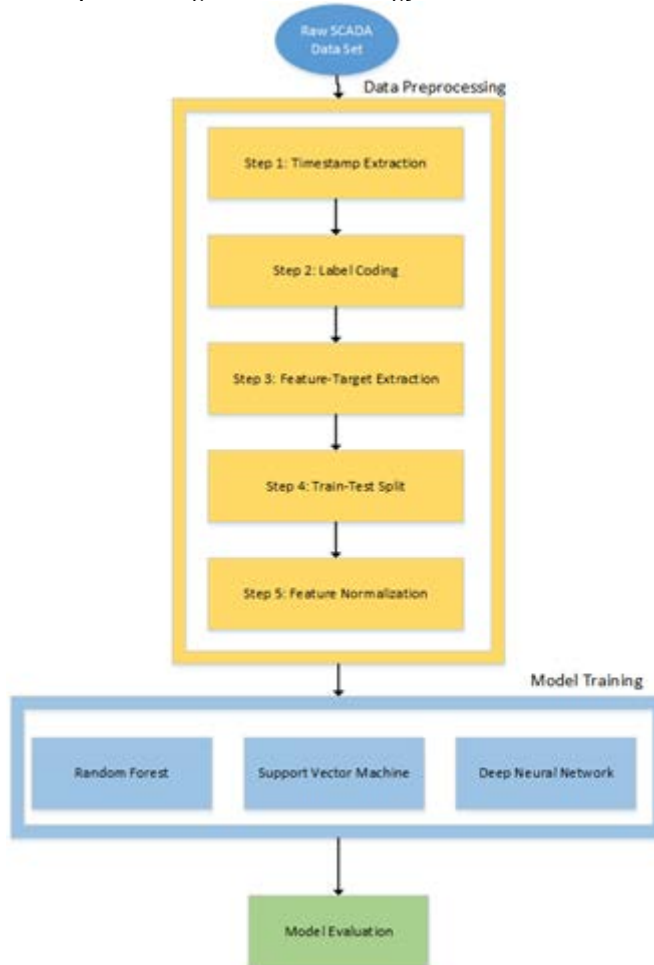 Raw SCADA
Data Set
Data Preprocessing
Step 1: Timestamp Extraction
Step 2: Label Coding
Step 3: Feature-Target Extraction
Step 4: Train-Test Split
Step 5: Feature Normalization
Model Training
Random Forest
Support Vector Machine
Deep Neural Network
Model Evaluation